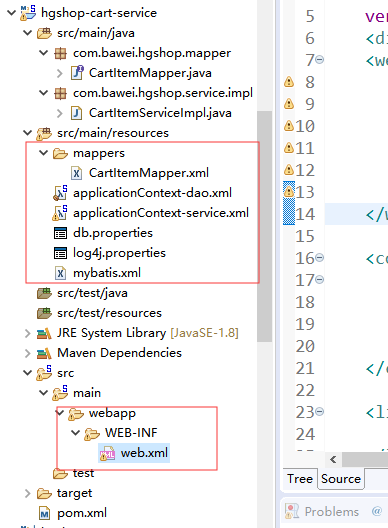 hgshop-cart-service
src/main/java
com.bawei.hgshop.mapper
CartItemMapper.java
com.bawei.hgshop.service.impl
CartServiceImpl.java
src/main/resources
mappers
CartItemMapper.xml
applicationContext-dao.xml
applicationContext-service.xml
db.properties
log4j.properties
mybatis.xml
src/test/java
src/test/resources
JRE System Library [JavaSE-1.8]
Maven Dependencies
src
main
webapp
WEB-INF
web.xml
test
target
pom.xml
5 ver
6 <di
7 <we
8
9
10
11
12
13
14 </w
15
16 <co
17
18
19
20
21 </c
22
23 <li
24
Tree Source
Problems @